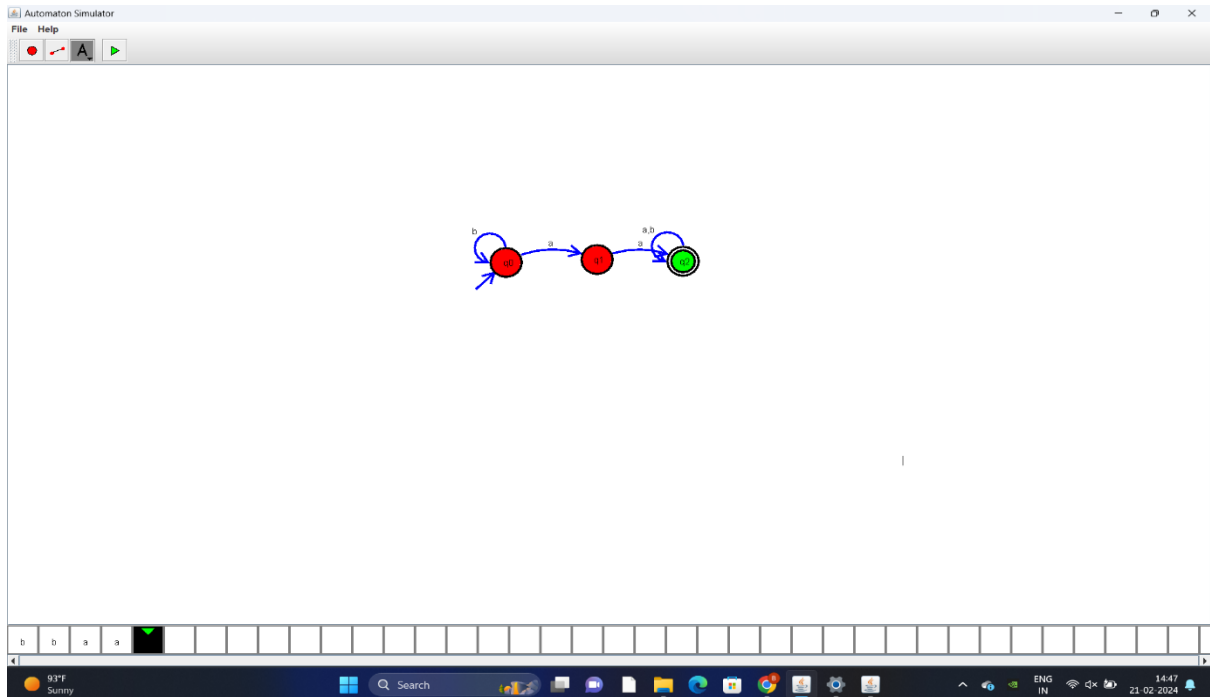 Automaton Simulator
File Help
A
a,b
b
a a
q0 q1 q2
b b a a
93°F
Sunny
Search
ENG
IN
14:47
21-02-2024